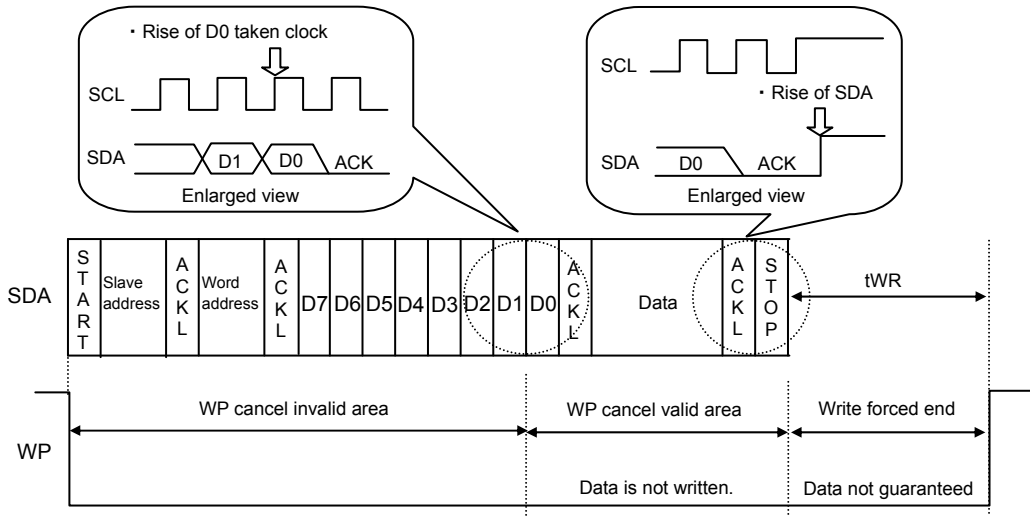 ・Rise of D0 taken clock
SCL
SDA
D1
D0
ACK
Enlarged view
SCL
・Rise of SDA
SDA
D0
ACK
Enlarged view
SDA
START
Slave address
ACKL
Word address
ACKL
D7
D6
D5
D4
D3
D2
D1
D0
ACKL
Data
ACKL
STOP
tWR
WP
WP cancel invalid area
WP cancel valid area
Write forced end
Data is not written.
Data not guaranteed